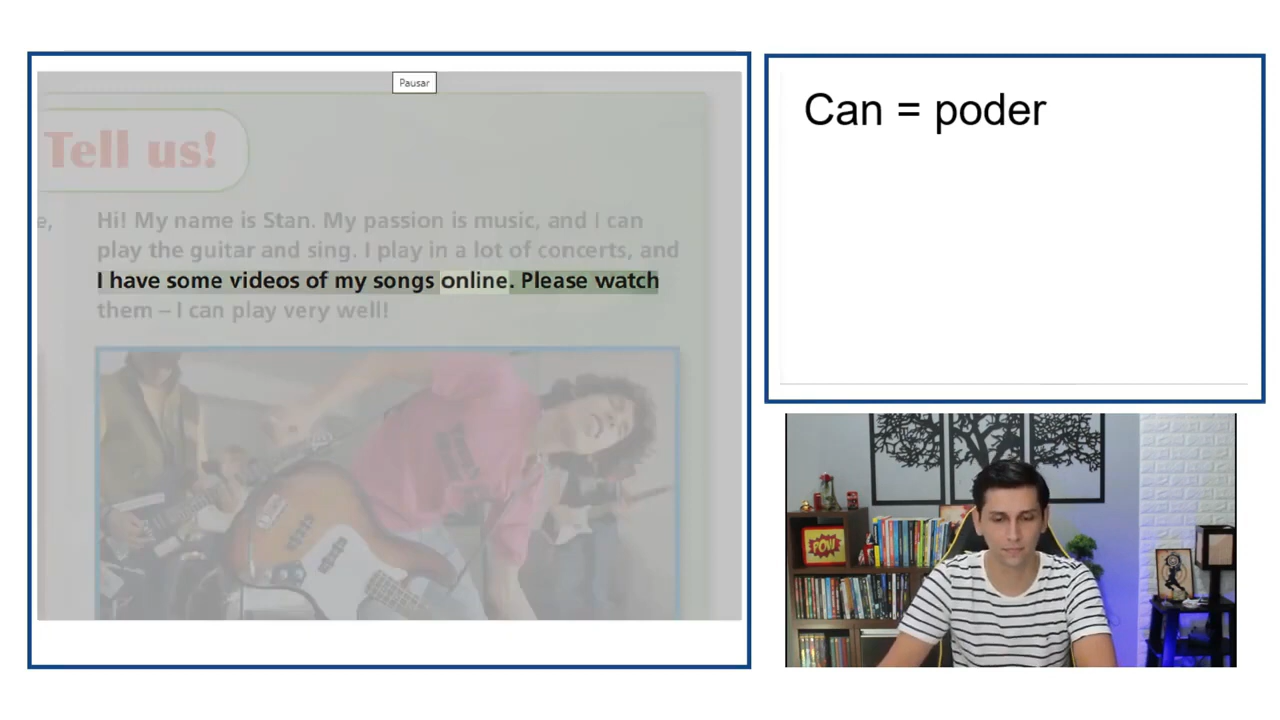 Pausar
Tell us!
e,
Hi! My name is Stan. My passion is music, and I can
play the guitar and sing. I play in a lot of concerts, and
I have some videos of my songs online. Please watch
them – I can play very well!
Can = poder
POW!